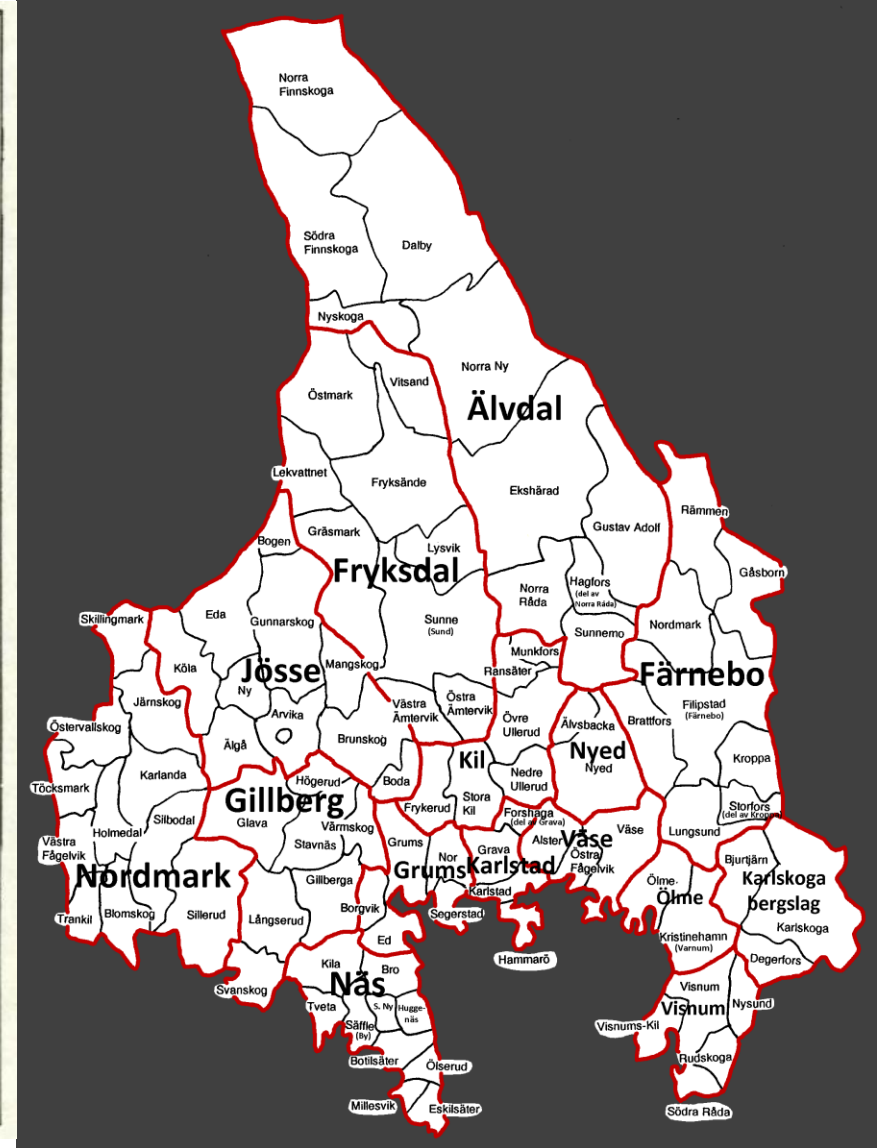 Norra
Finnskoga
Södra
Finnskoga
Dalby
Nyskoga
Norra Ny
Vitsand
Östmark
Älvdal
Lekvattnet
Fryksände
Ekshärad
Rämmen
Gustav Adolf
Gräsmark
Bogen
Lysvik
Fryksdal
Gåsborn
Hagfors
(del av
Norra Råda)
Norra
Råda
Skillingmark
Eda
Gunnarskog
Sunne
(Sund)
Sunnemo
Nordmark
Munkfors
Köla
Jösse
Mangskog
Ransäter
Färnebo
Ny
Järnskog
Västra
Ämtervik
Östra
Ämtervik
Filipstad
(Färnebo)
Arvika
Övre
Ullerud
Älvsbacka
Brattfors
Östervallskog
Älgå
Brunskog
Nyed
Nyed
Kil
Kroppa
Karlanda
Högerud
Boda
Nedre
Ullerud
Töcksmark
Gillberg
Stora
Kil
Frykerud
Storfors
(del av Kroppa)
Forshaga
(del av Grava)
Silbodal
Glava
Värmskog
Holmedal
Väse
Lungsund
Stavnäs
Grums
Grava
Alster
Väse
Västra
Fågelvik
Östra
Fågelvik
Nor
Bjurtjärn
Nordmark
Grums
Karlstad
Gillberga
Ölme
Ölme
Karlskoga
bergslag
Karlstad
Borgvik
Blomskog
Sillerud
Trankil
Långserud
Segerstad
Karlskoga
Ed
Kristinehamn
(Varnum)
Hammarö
Degerfors
Kila
Bro
Näs
Svanskog
Visnum
Tveta
S. Ny
Hugge-
näs
Visnum
Nysund
Säffle
(By)
Visnums-Kil
Botilsäter
Ölserud
Rudskoga
Millesvik
Eskilsäter
Södra Råda